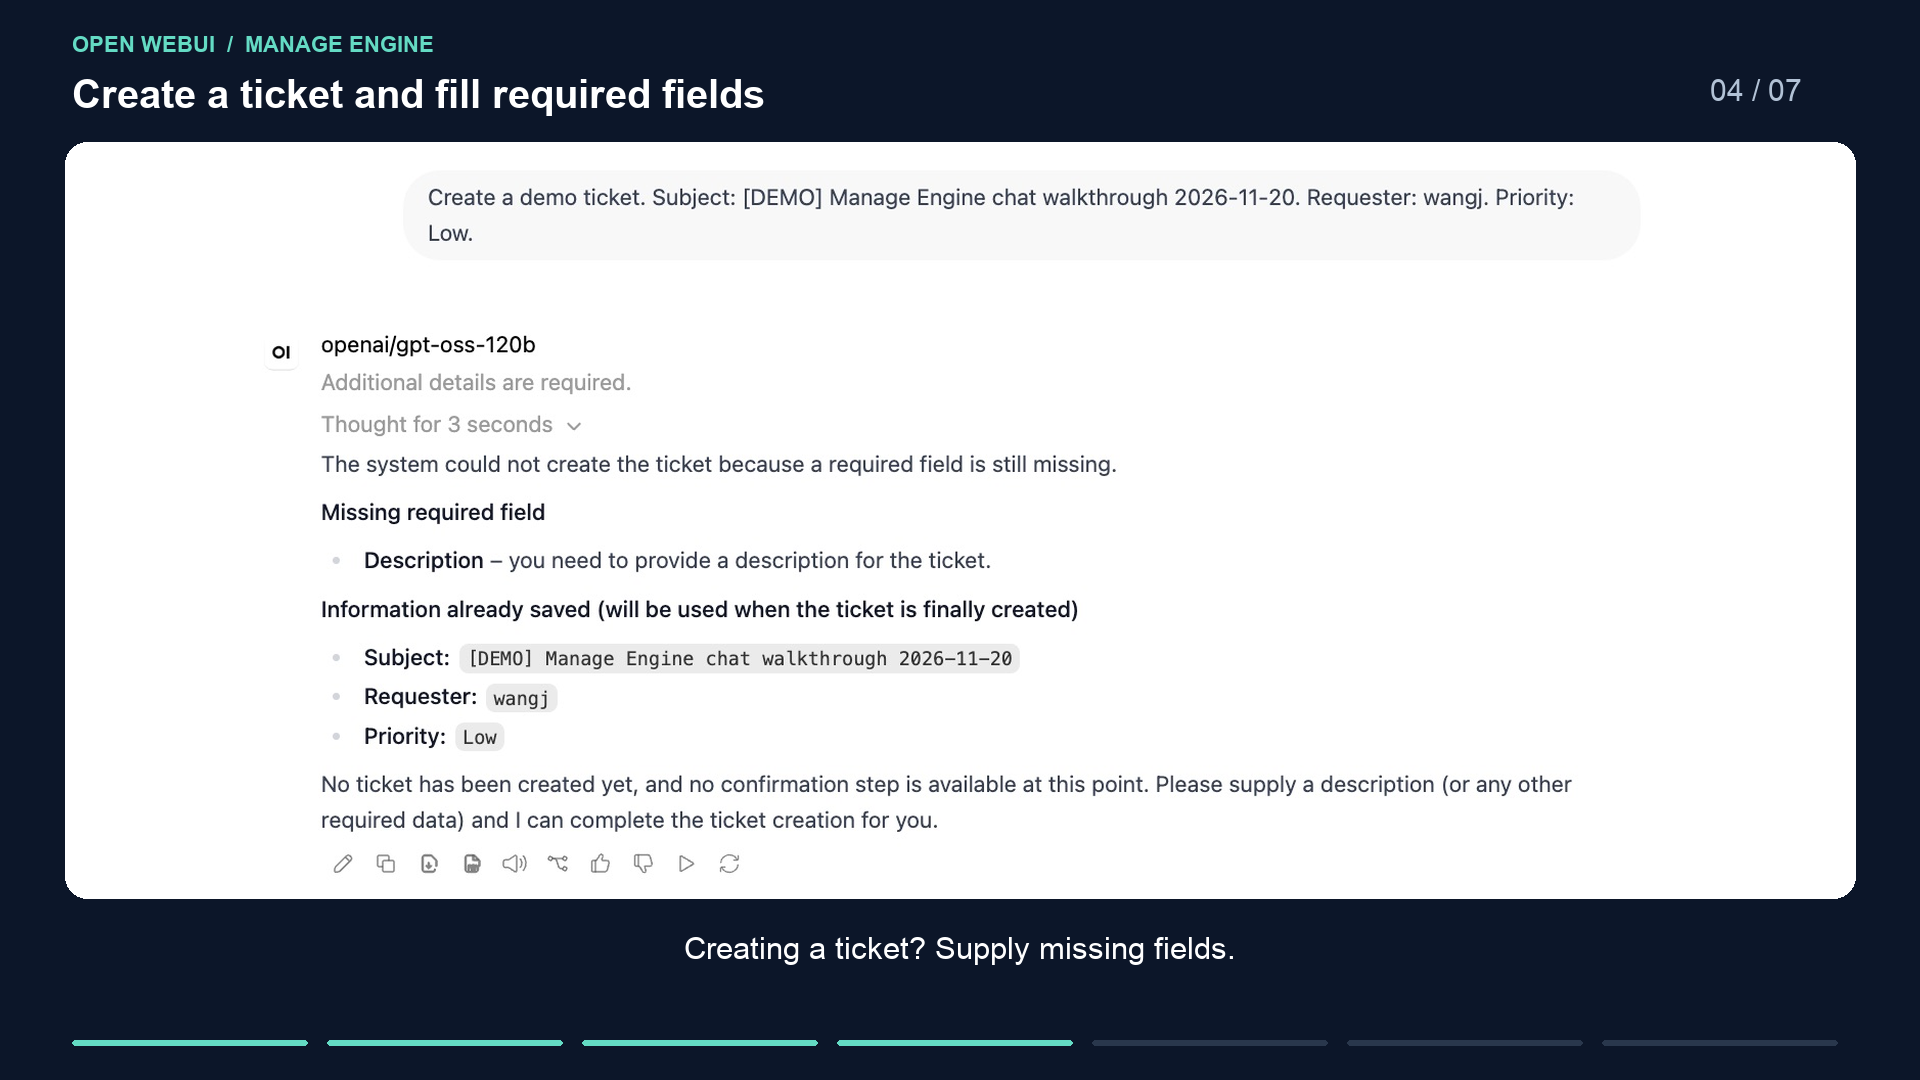 OPEN WEBUI / MANAGE ENGINE
Create a ticket and fill required fields
04 / 07
Create a demo ticket. Subject: [DEMO] Manage Engine chat walkthrough 2026-11-20. Requester: wangj. Priority:
Low.
OI
openai/gpt-oss-120b
Additional details are required.
Thought for 3 seconds
The system could not create the ticket because a required field is still missing.
Missing required field
Description – you need to provide a description for the ticket.
Information already saved (will be used when the ticket is finally created)
Subject: [DEMO] Manage Engine chat walkthrough 2026-11-20
Requester: wangj
Priority: Low
No ticket has been created yet, and no confirmation step is available at this point. Please supply a description (or any other
required data) and I can complete the ticket creation for you.
Creating a ticket? Supply missing fields.